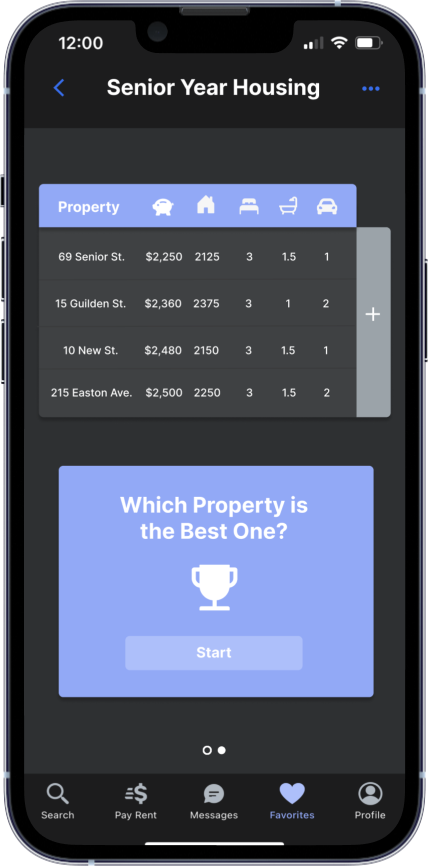 12:00
Senior Year Housing
Property
69 Senior St. $2,250 2125 3 1.5 1
15 Guilden St. $2,360 2375 3 1 2
10 New St. $2,480 2150 3 1.5 1
215 Easton Ave. $2,500 2250 3 1.5 2
+
Which Property is
the Best One?
Start
Search Pay Rent Messages Favorites Profile